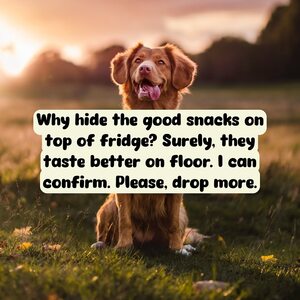 Why hide the good snacks on
top of fridge? Surely, they
taste better on floor. I can
confirm. Please, drop more.